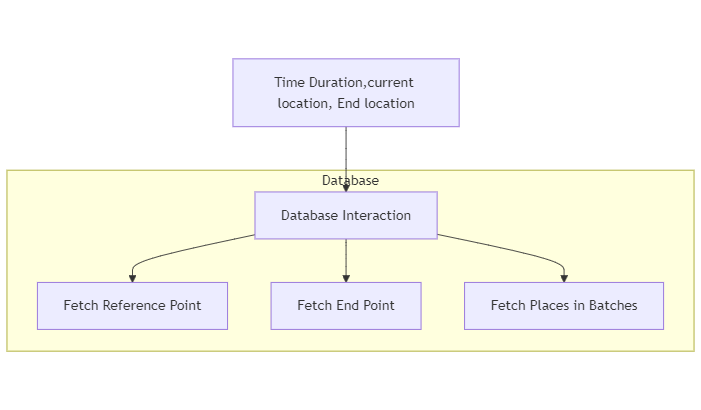 Time Duration,current
location, End location
Database
Database Interaction
Fetch Reference Point
Fetch End Point
Fetch Places in Batches